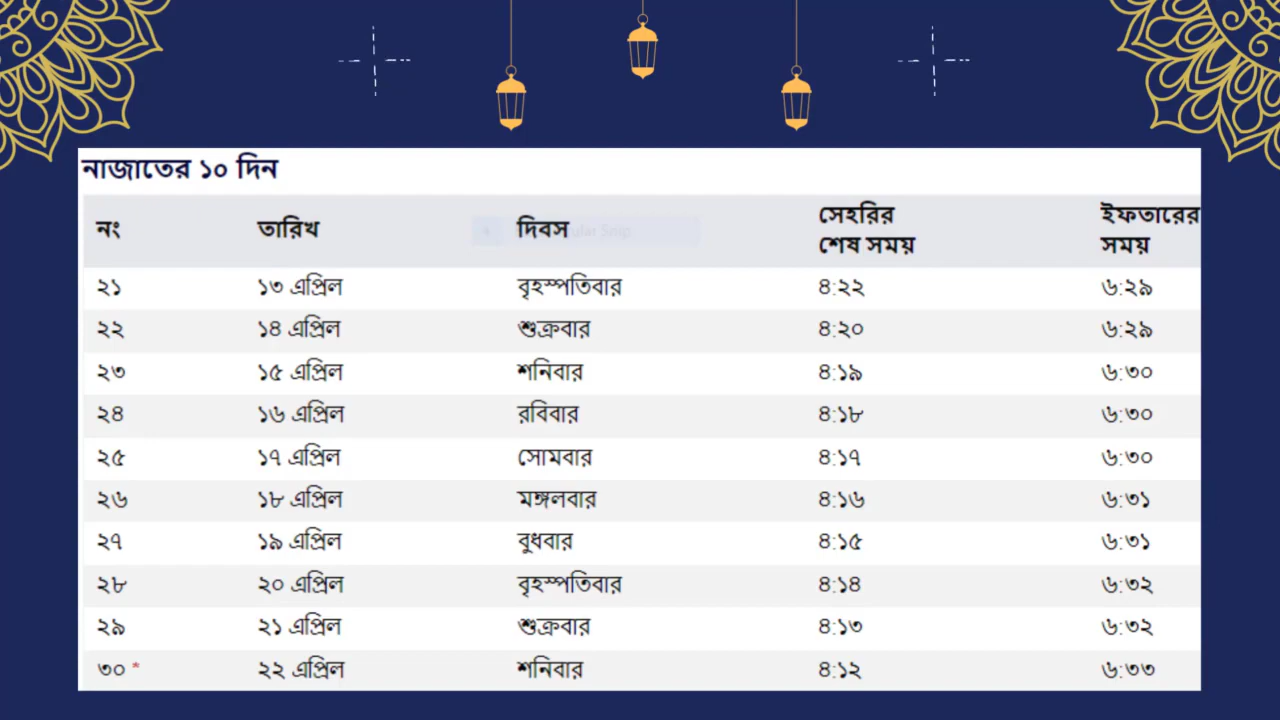 নাজাতের ১০ দিন
নং তারিখ দিবস সেহরির শেষ সময় ইফতারের সময়
২১ ১৩ এপ্রিল বৃহস্পতিবার ৪:২২ ৬:২৯
২২ ১৪ এপ্রিল শুক্রবার ৪:২০ ৬:২৯
২৩ ১৫ এপ্রিল শনিবার ৪:১৯ ৬:৩০
২৪ ১৬ এপ্রিল রবিবার ৪:১৮ ৬:৩০
২৫ ১৭ এপ্রিল সোমবার ৪:১৭ ৬:৩০
২৬ ১৮ এপ্রিল মঙ্গলবার ৪:১৬ ৬:৩১
২৭ ১৯ এপ্রিল বুধবার ৪:১৫ ৬:৩১
২৮ ২০ এপ্রিল বৃহস্পতিবার ৪:১৪ ৬:৩২
২৯ ২১ এপ্রিল শুক্রবার ৪:১৩ ৬:৩২
৩০ * ২২ এপ্রিল শনিবার ৪:১২ ৬:৩৩